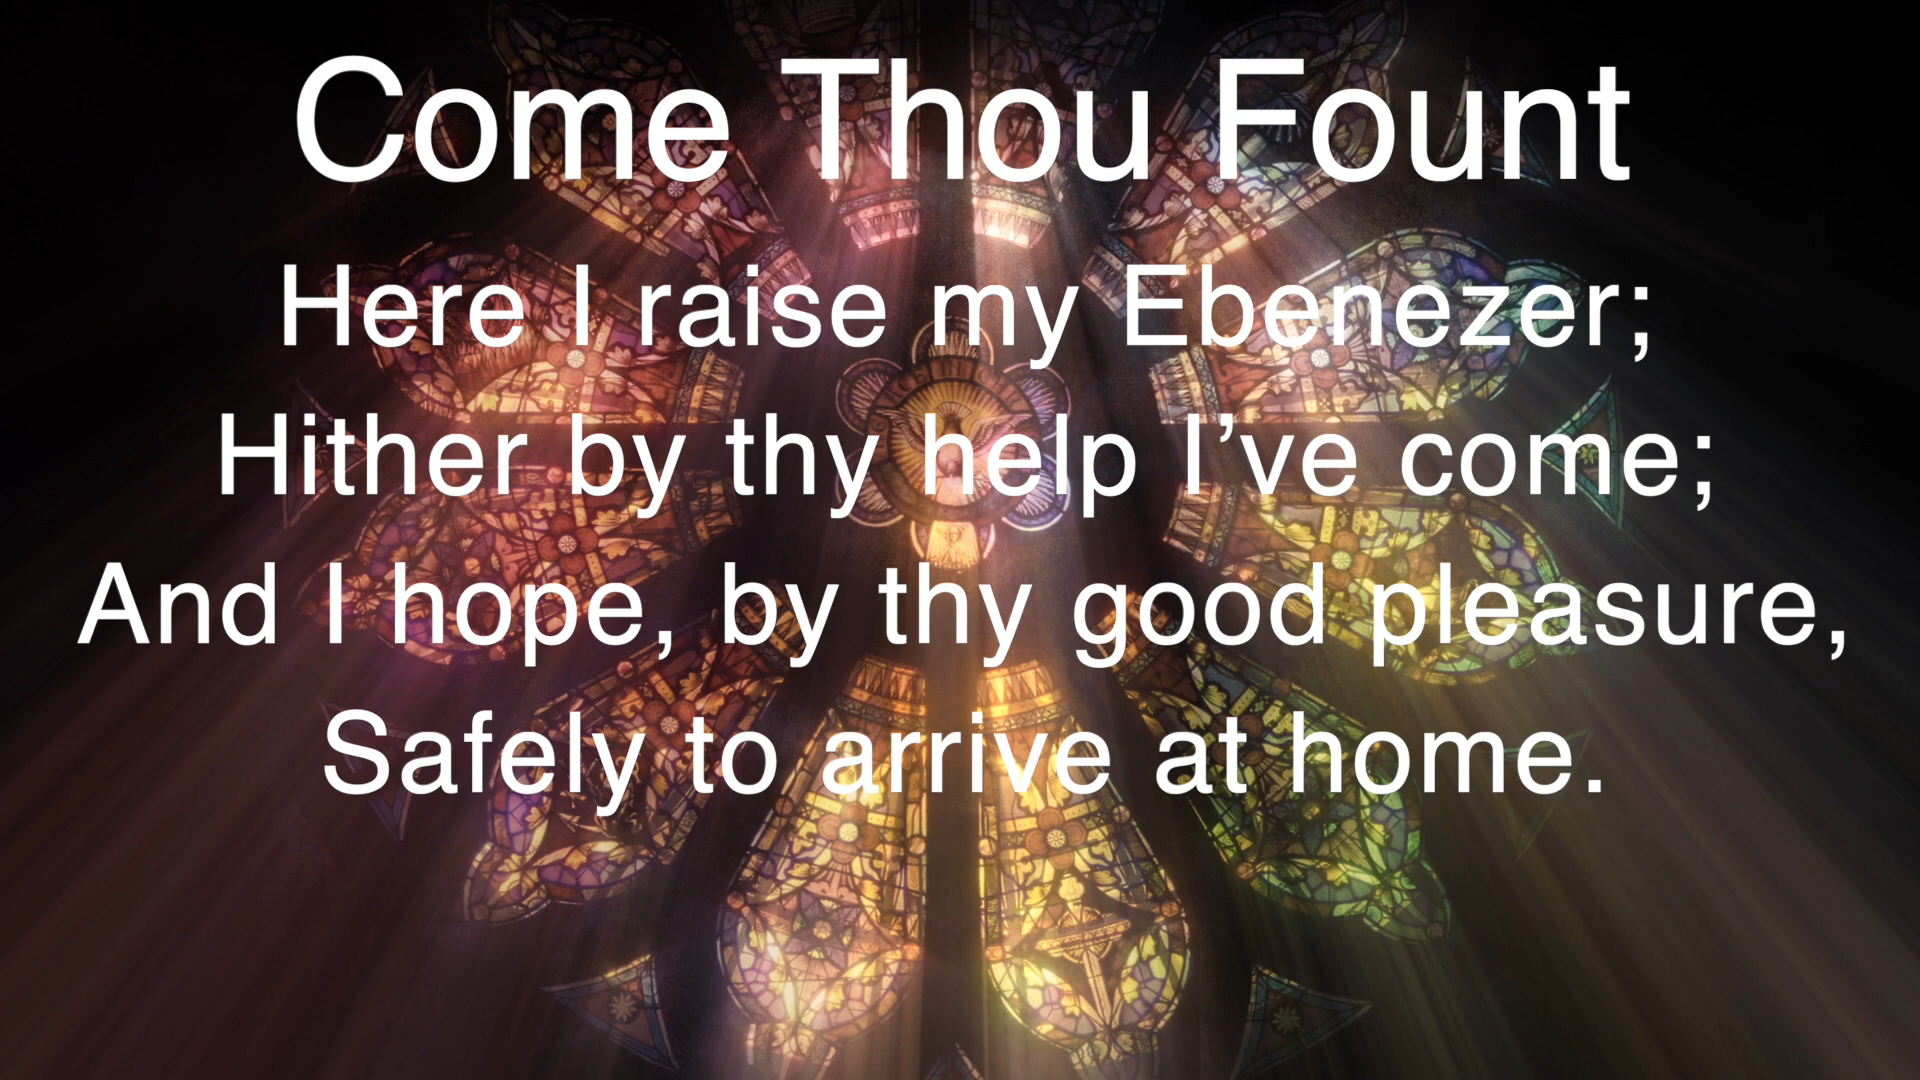 Come Thou Fount
Here I raise my Ebenezer;
Hither by thy help I’ve come;
And I hope, by thy good pleasure,
Safely to arrive at home.